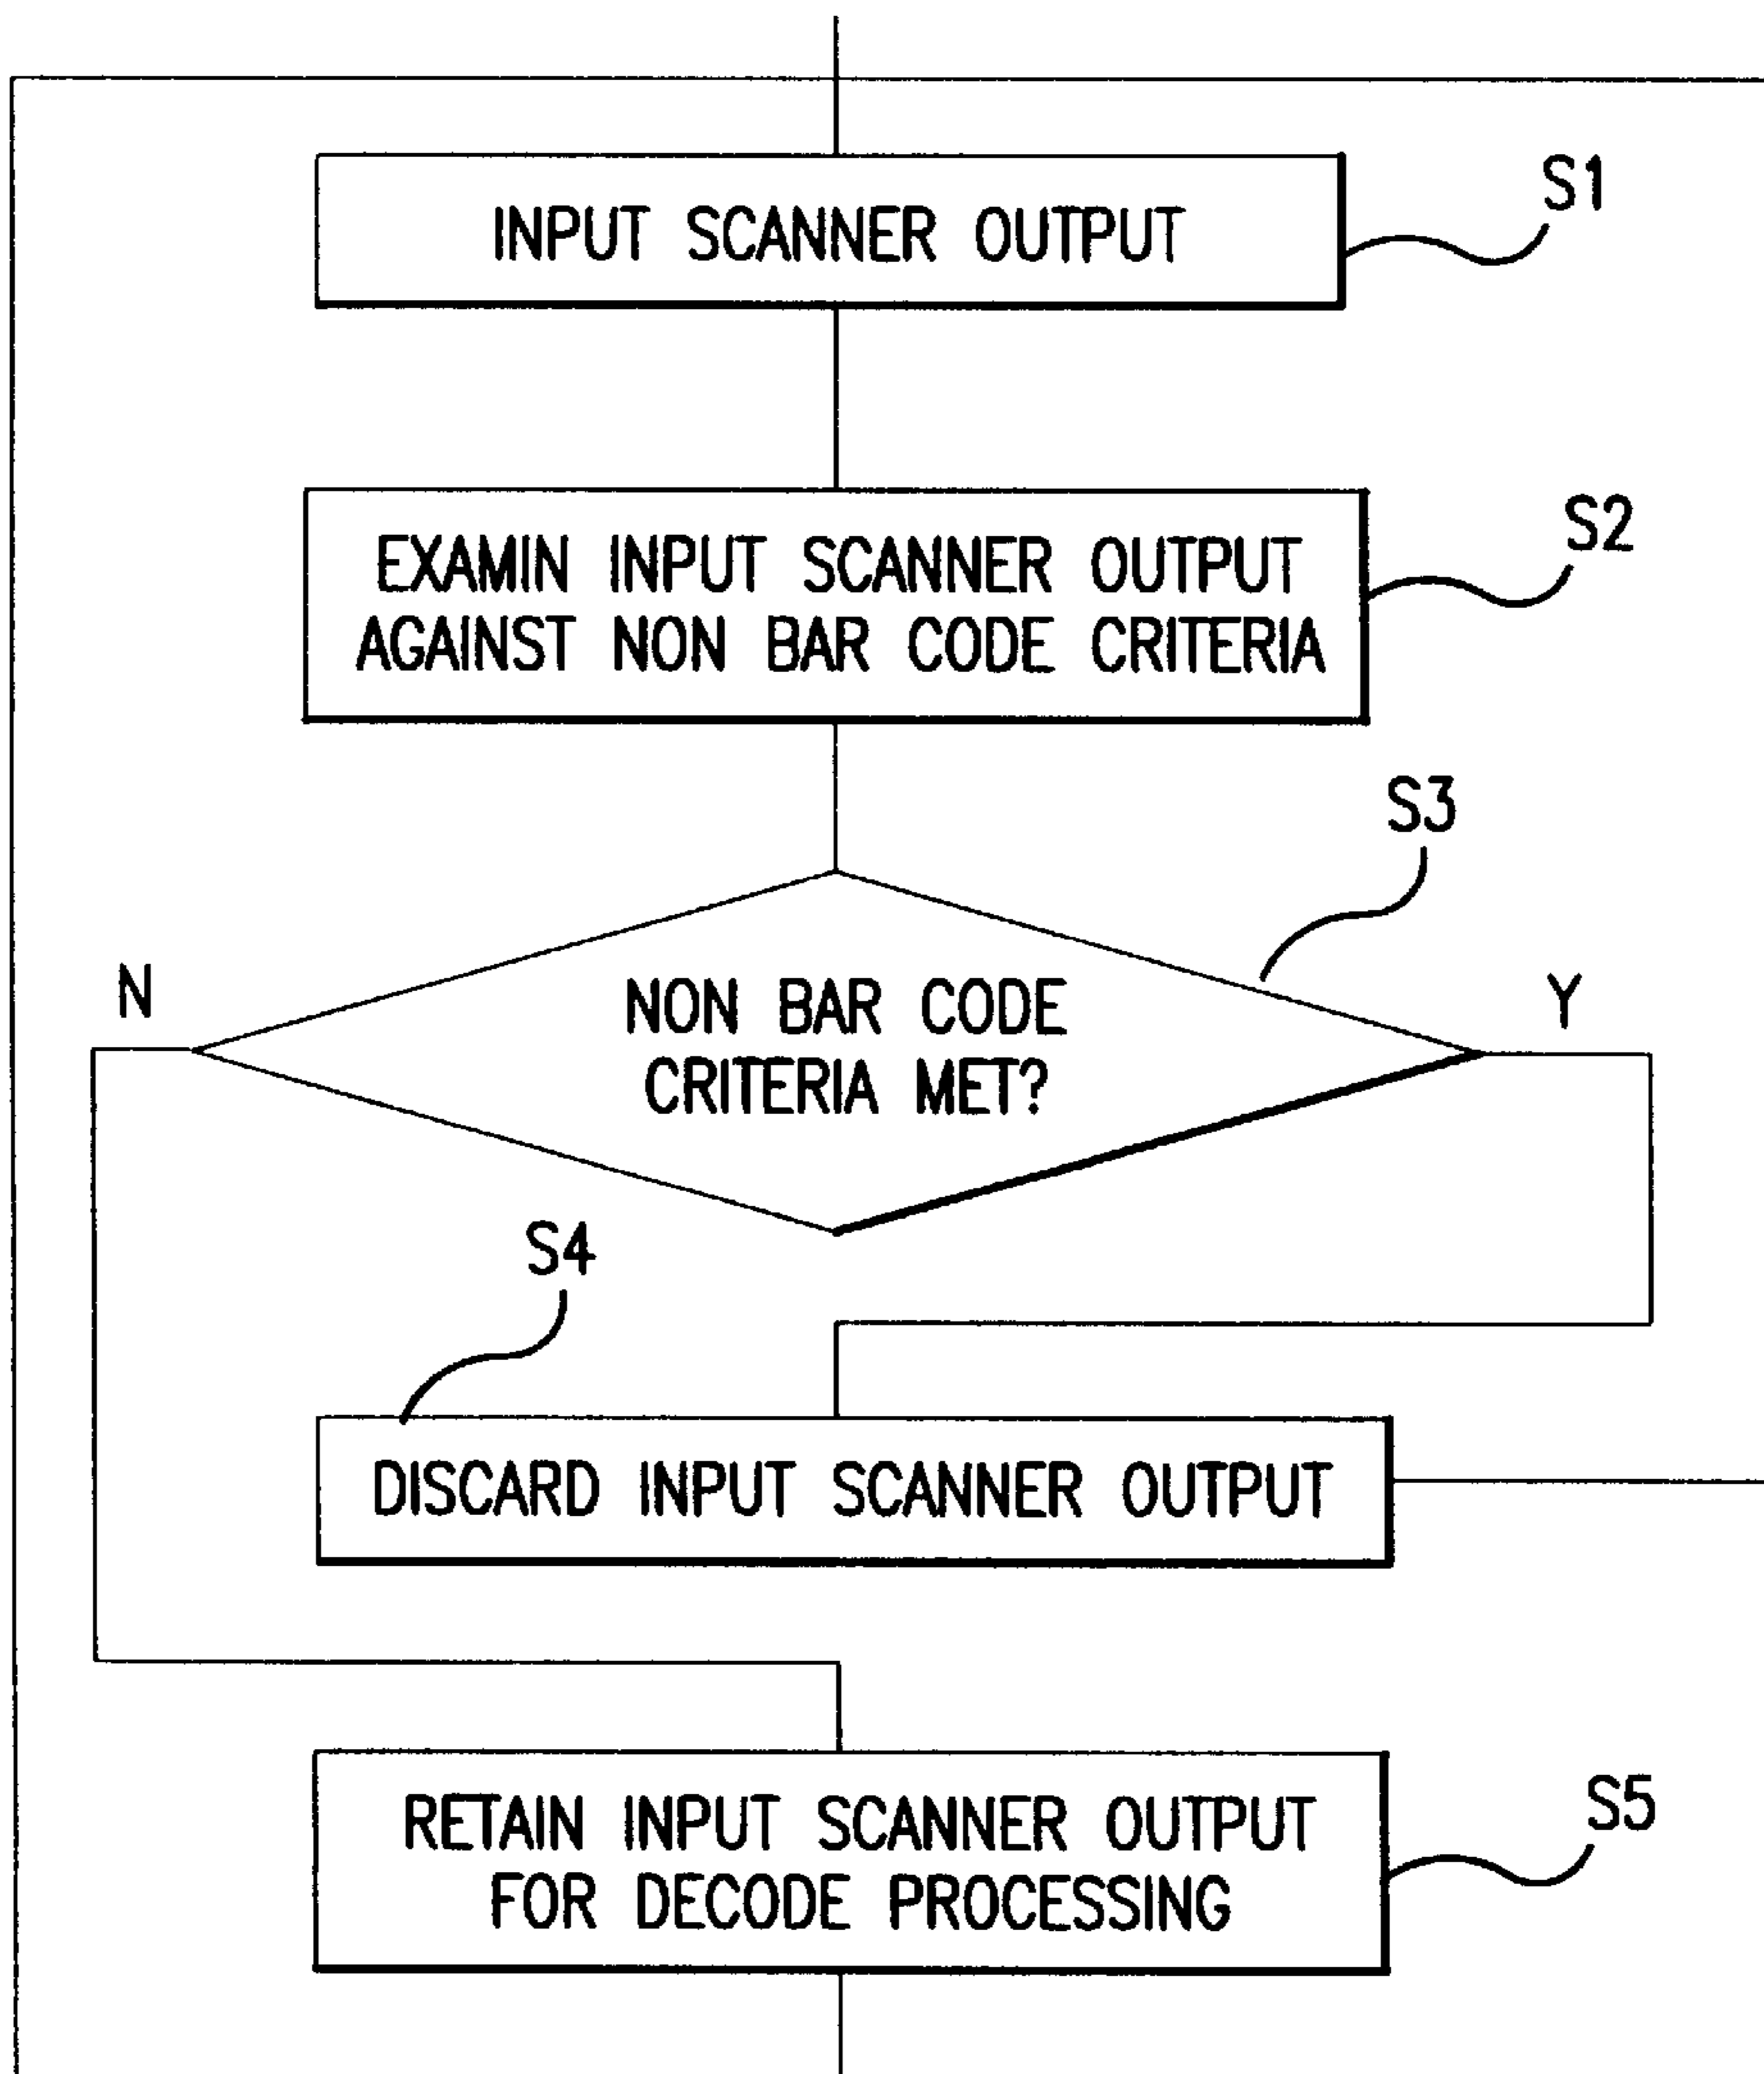 INPUT SCANNER OUTPUT
S1
EXAMIN INPUT SCANNER OUTPUT
AGAINST NON BAR CODE CRITERIA
S2
S3
N
NON BAR CODE
CRITERIA MET?
Y
S4
DISCARD INPUT SCANNER OUTPUT
RETAIN INPUT SCANNER OUTPUT
FOR DECODE PROCESSING
S5